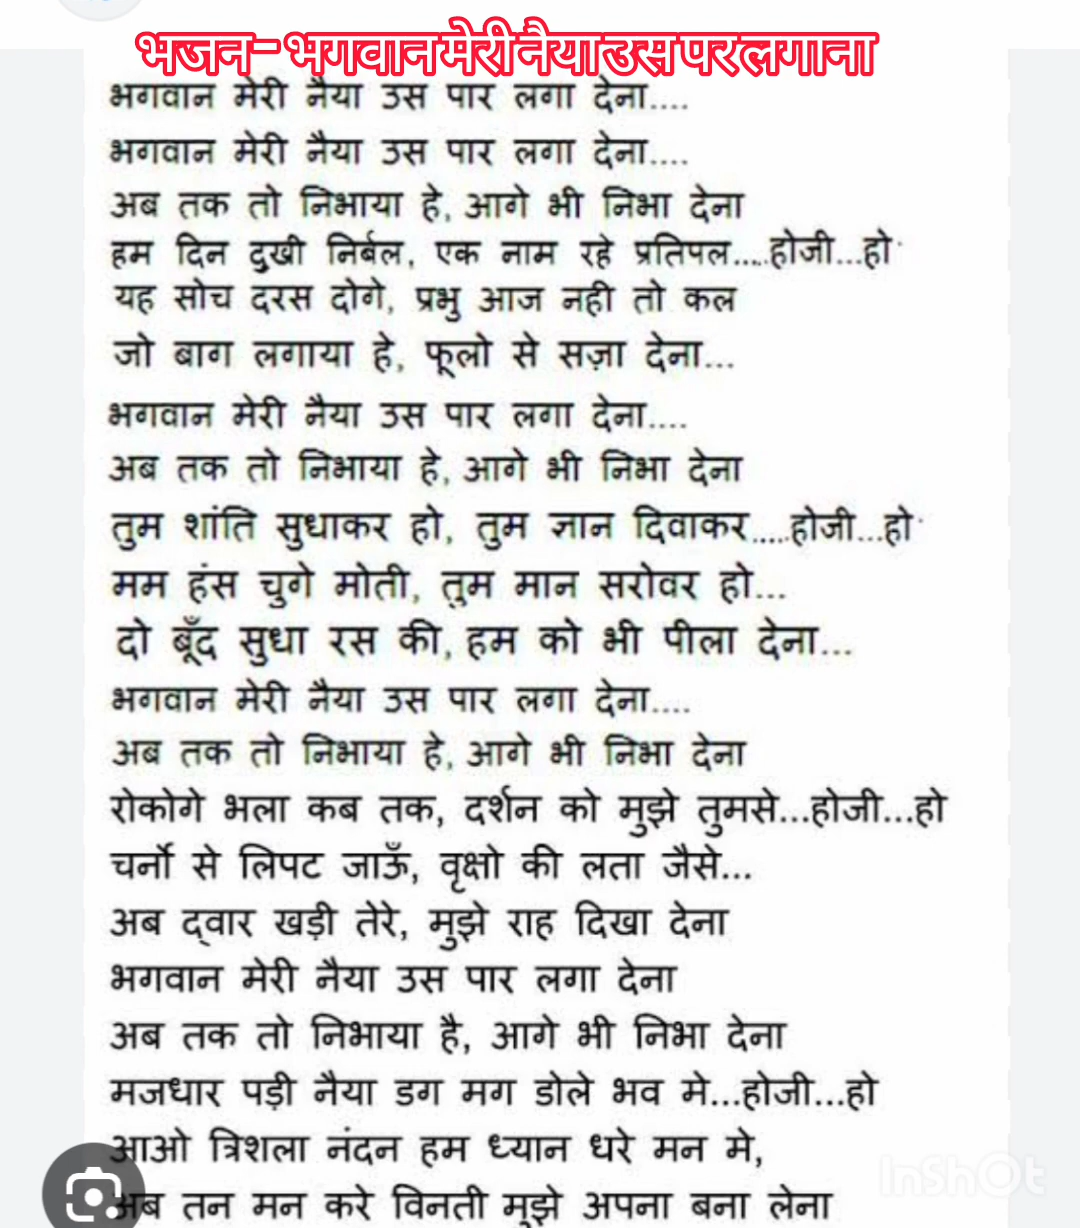 भजन-भगवान मेरी नैया उस पर लगाना
भगवान मेरी नैया उस पार लगा देना....
भगवान मेरी नैया उस पार लगा देना....
अब तक तो निभाया हे, आगे भी निभा देना
हम दिन दुखी निर्बल, एक नाम रहे प्रतिपल.....होजी...हो
यह सोच दरस दोगे, प्रभु आज नही तो कल
जो बाग लगाया हे, फूलो से सज़ा देना...
भगवान मेरी नैया उस पार लगा देना....
अब तक तो निभाया हे, आगे भी निभा देना
तुम शांति सुधाकर हो, तुम ज्ञान दिवाकर.....होजी...हो
मम हंस चुगे मोती, तुम मान सरोवर हो...
दो बूँद सुधा रस की, हम को भी पीला देना...
भगवान मेरी नैया उस पार लगा देना....
अब तक तो निभाया हे, आगे भी निभा देना
रोकोगे भला कब तक, दर्शन को मुझे तुमसे...होजी...हो
चर्नो से लिपट जाऊँ, वृक्षो की लता जैसे...
अब द्वार खड़ी तेरे, मुझे राह दिखा देना
भगवान मेरी नैया उस पार लगा देना
अब तक तो निभाया है, आगे भी निभा देना
मजधार पड़ी नैया डग मग डोले भव मे...होजी...हो
आओ त्रिशला नंदन हम ध्यान धरे मन मे,
अब तन मन करे विनती मुझे अपना बना लेना
InShOt